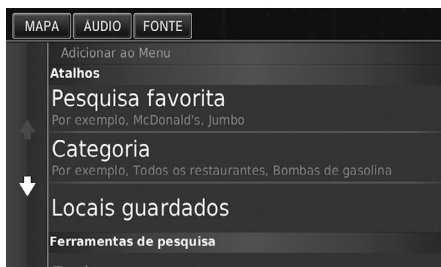 MAPA ÁUDIO FONTE
Adicionar ao Menu
Atalhos
Pesquisa favorita
Por exemplo, McDonald's, Jumbo
Categoria
Por exemplo, Todos os restaurantes, Bombas de gasolina
Locais guardados
Ferramentas de pesquisa